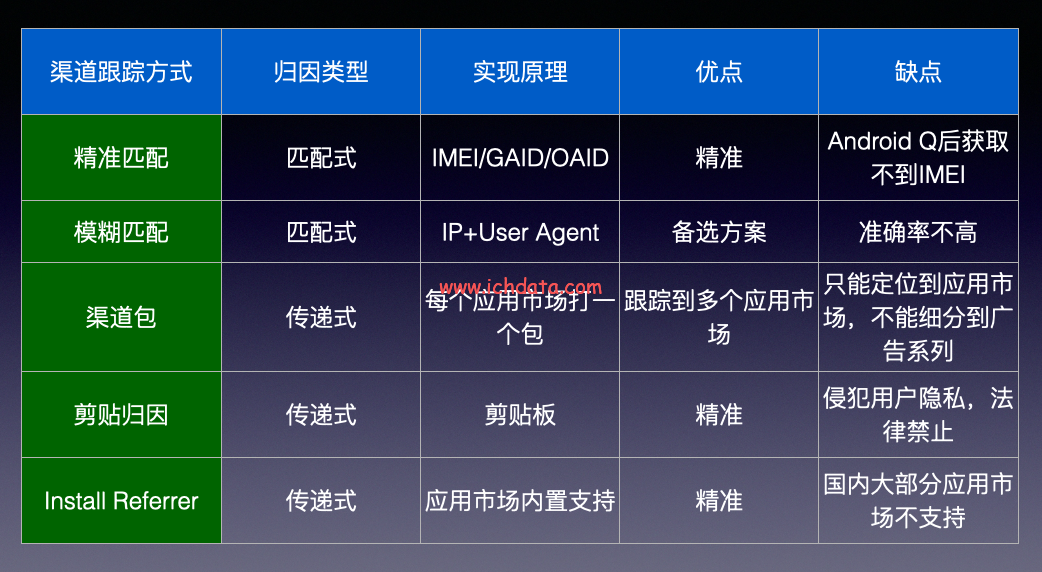 渠道跟踪方式 归因类型 实现原理 优点 缺点
精准匹配 匹配式 IMEI/GAID/OAID 精准 Android Q后获取
不到IMEI
模糊匹配 匹配式 IP+User Agent 备选方案 准确率不高
www.ichdata.com
渠道包 传递式 每个应用市场打一
个包
跟踪到多个应用市
场
只能定位到应用市
场，不能细分到广
告系列
剪贴归因 传递式 剪贴板 精准 侵犯用户隐私，法
律禁止
Install Referrer 传递式 应用市场内置支持 精准 国内大部分应用市
场不支持